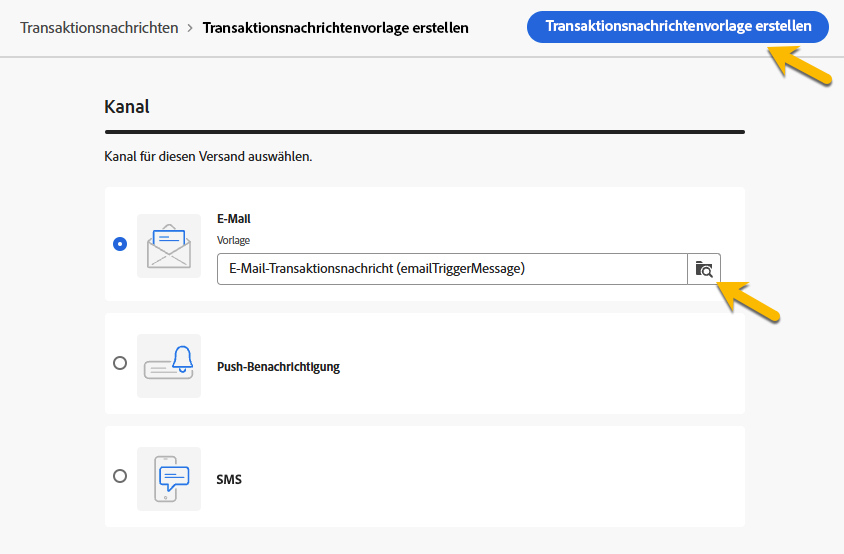 Transaktionsnachrichten > Transaktionsnachrichtenvorlage erstellen
Transaktionsnachrichtenvorlage erstellen
Kanal
Kanal für diesen Versand auswählen.
E-Mail
Vorlage
E-Mail-Transaktionsnachricht (emailTriggerMessage)
Push-Benachrichtigung
SMS